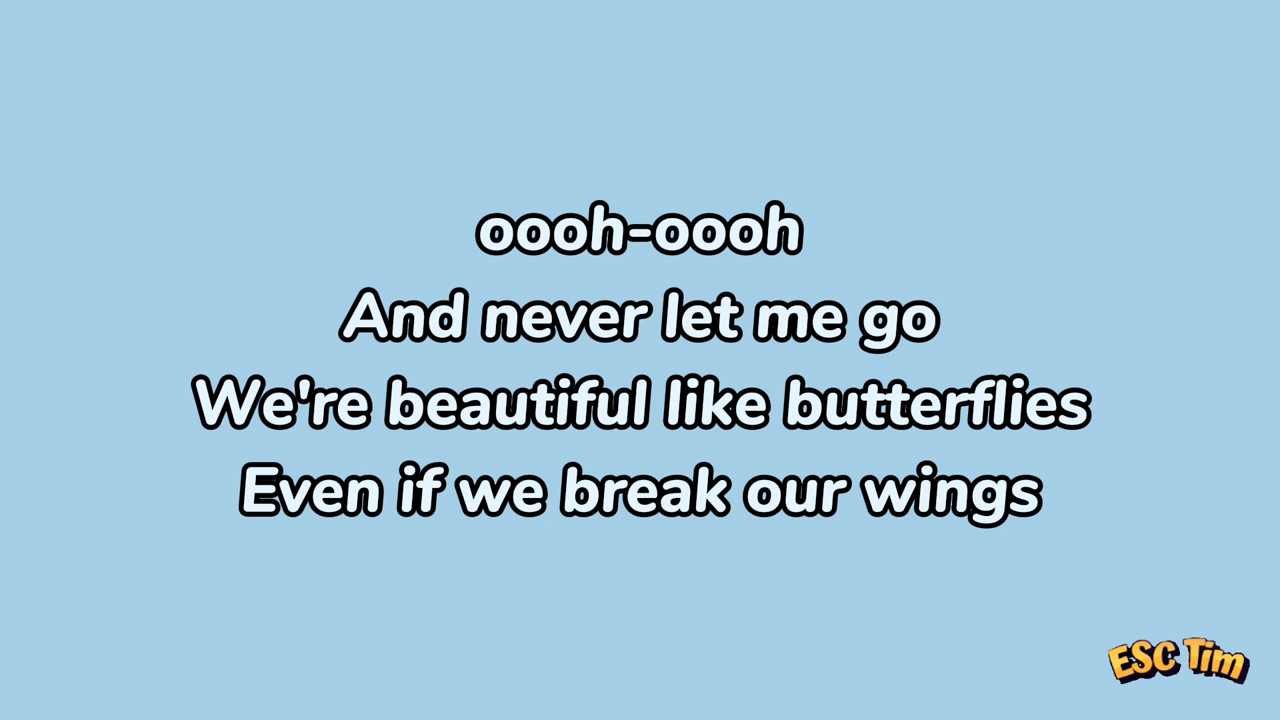 oooh-oooh
And never let me go
We're beautiful like butterflies
Even if we break our wings
ESC Tim